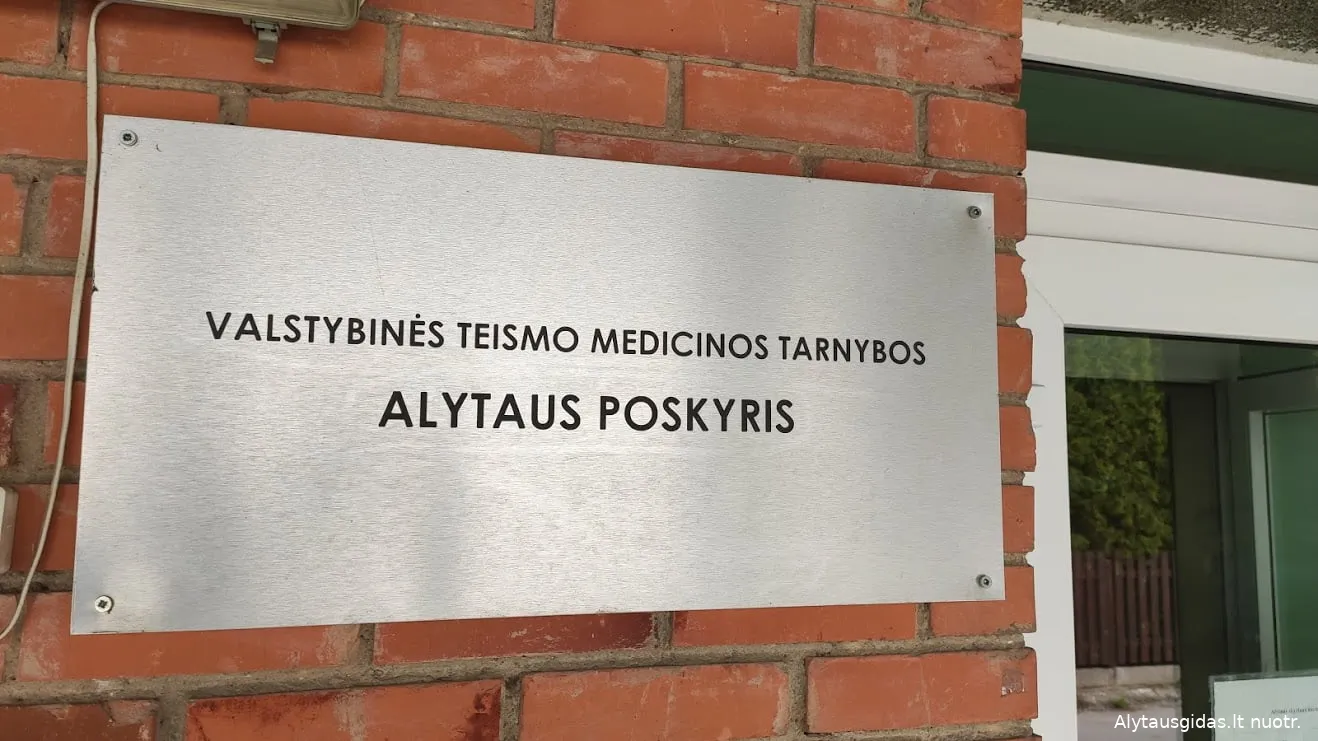 VALSTYBINĖS TEISMO MEDICINOS TARNYBOS
ALYTAUS POSKYRIS
Alytausgidas.lt nuotr.